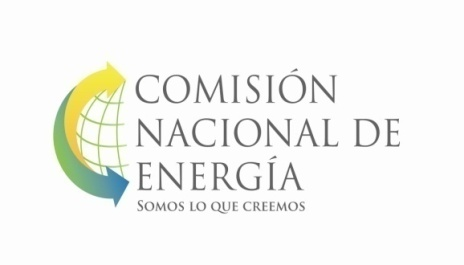 COMISIÓN
NACIONAL DE
ENERGÍA
SOMOS LO QUE CREEMOS